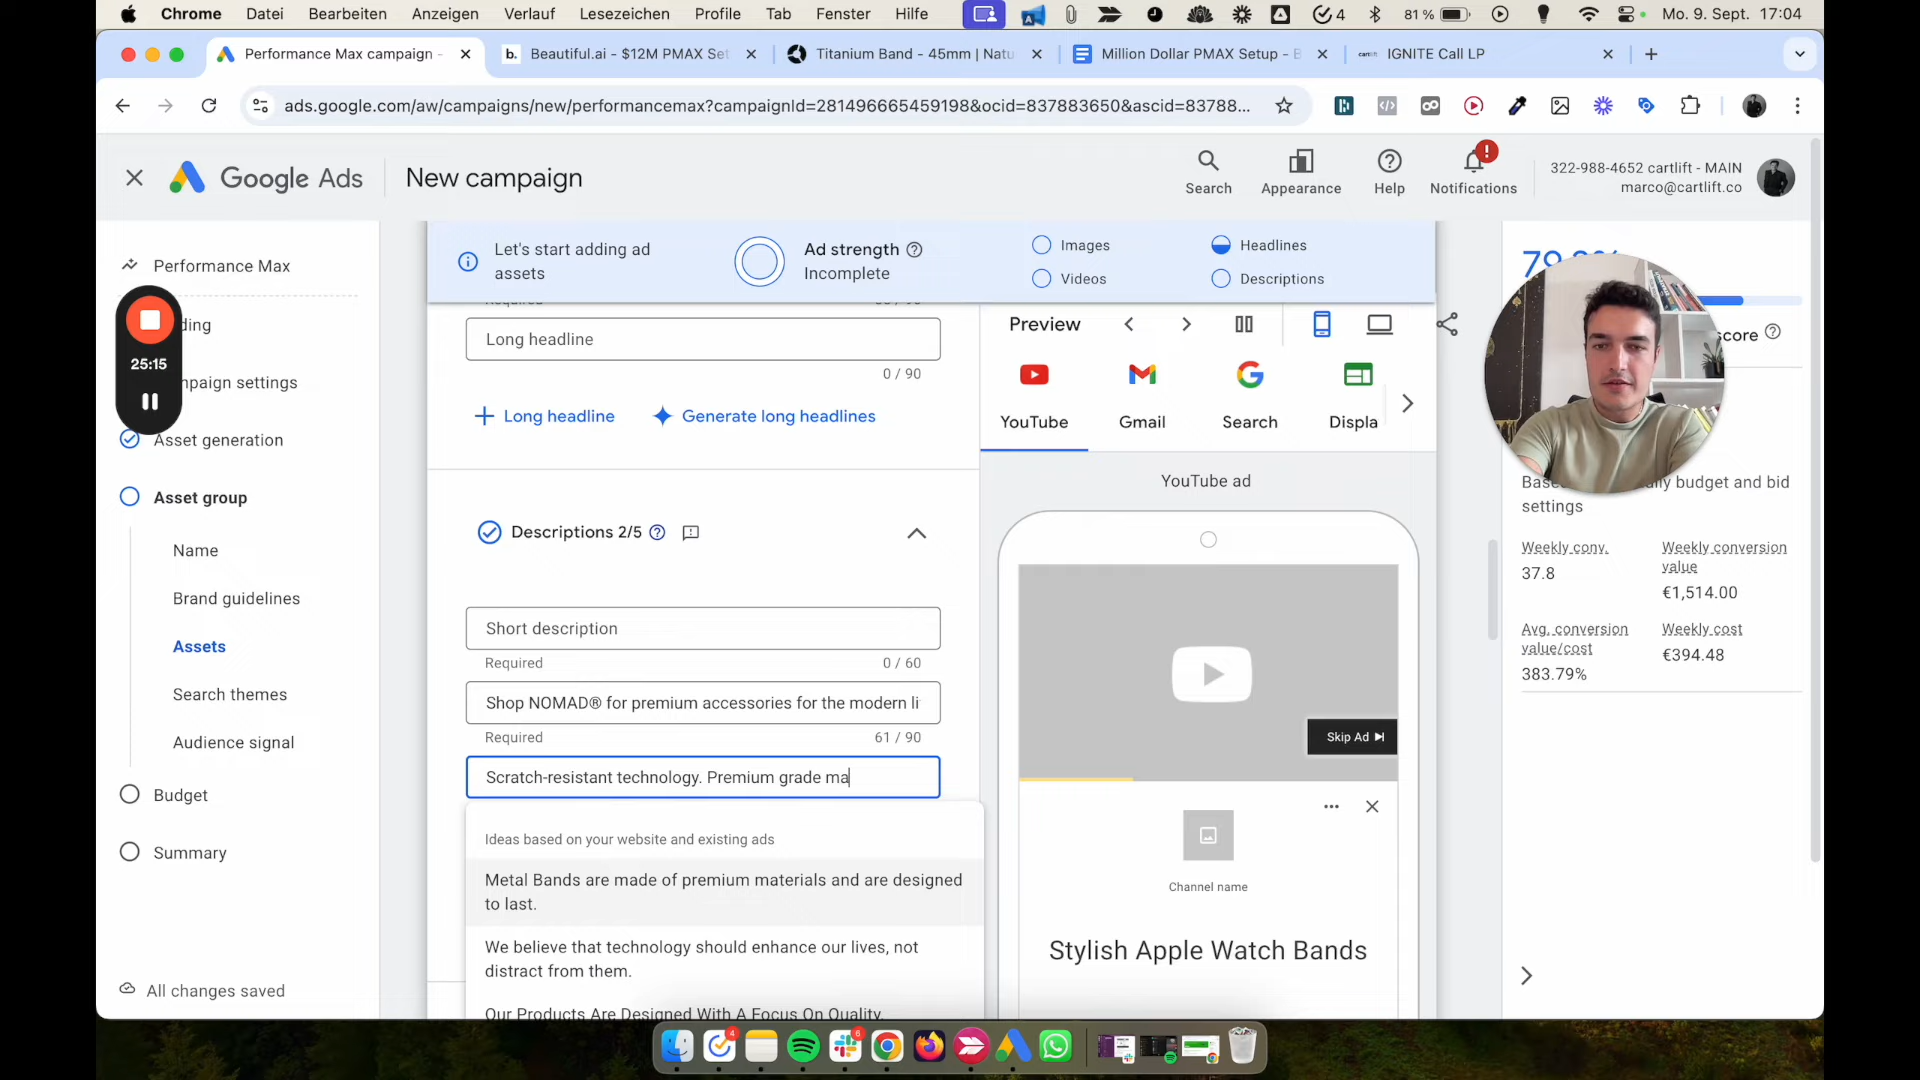 Chrome Datei Bearbeiten Anzeigen Verlauf Lesezeichen Profile Tab Fenster Hilfe 4 81 % Mo. 9. Sept. 17:04
Performance Max campaign -
b. Beautiful.ai - $12M PMAX Set
Titanium Band - 45mm | Natu
Million Dollar PMAX Setup - B
cartlift IGNITE Call LP
ads.google.com/aw/campaigns/new/performancemax?campaignId=281496665459198&ocid=837883650&ascid=83788...
Google Ads
New campaign
Search
Appearance
Help
Notifications
322-988-4652 cartlift - MAIN
marco@cartlift.co
Performance Max
ding
25:15
mpaign settings
Asset generation
Asset group
Name
Brand guidelines
Assets
Search themes
Audience signal
Budget
Summary
All changes saved
Let's start adding ad
assets
Ad strength
Incomplete
Images
Videos
Headlines
Descriptions
Long headline
0 / 90
Long headline
Generate long headlines
Descriptions 2/5
Short description
Required 0 / 60
Shop NOMAD® for premium accessories for the modern li
Required 61 / 90
Scratch-resistant technology. Premium grade ma
Ideas based on your website and existing ads
Metal Bands are made of premium materials and are designed
to last.
We believe that technology should enhance our lives, not
distract from them.
Our Products Are Designed With A Focus On Quality.
Preview
YouTube
Gmail
Search
Displa
YouTube ad
Skip Ad
Channel name
Stylish Apple Watch Bands
score
ly budget and bid
settings
Weekly conv.
37.8
Weekly conversion
value
€1,514.00
Avg. conversion
value/cost
383.79%
Weekly cost
€394.48
4
6